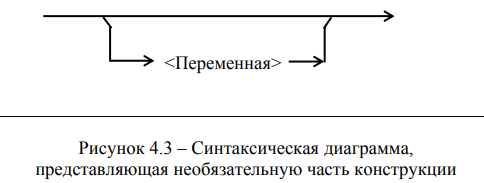 <Переменная>
Рисунок 4.3 – Синтаксическая диаграмма,
представляющая необязательную часть конструкции